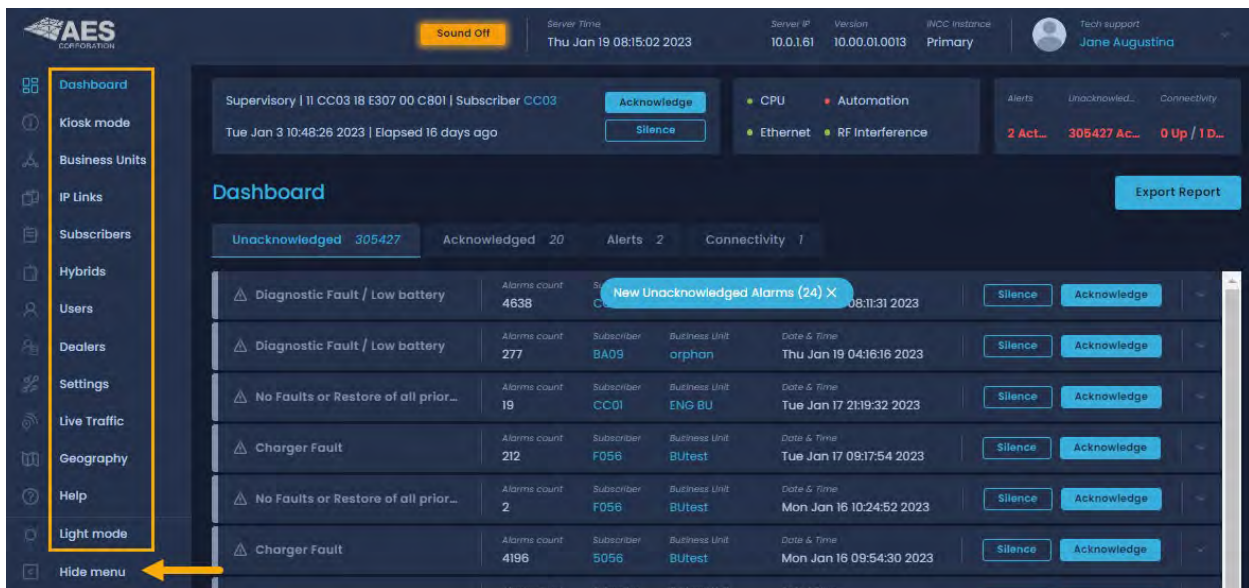 AES
CORPORATION
Sound Off
Server Time
Thu Jan 19 08:15:02 2023
Server IP
10.0.1.61
Version
10.00.01.0013
INCC Instance
Primary
Tech support
Jane Augustina
Dashboard
Kiosk mode
Business Units
IP Links
Subscribers
Hybrids
Users
Dealers
Settings
Live Traffic
Geography
Help
Light mode
Hide menu
Supervisory | 11 CC03 18 E307 00 C801 | Subscriber CC03
Tue Jan 3 10:48:26 2023 | Elapsed 16 days ago
Acknowledge
Silence
CPU
Automation
Ethernet
RF Interference
Alerts
2 Act...
Unacknowled...
305427 Ac...
Connectivity
0 Up / 1 D...
Dashboard
Export Report
Unacknowledged 305427
Acknowledged 20
Alerts 2
Connectivity 1
New Unacknowledged Alarms (24) X
Diagnostic Fault / Low battery
Alarms count
4638
08:11:31 2023
Silence
Acknowledge
Diagnostic Fault / Low battery
Alarms count
277
Subscriber
BA09
Business Unit
orphan
Date & Time
Thu Jan 19 04:16:16 2023
Silence
Acknowledge
No Faults or Restore of all prior...
Alarms count
19
Subscriber
CC01
Business Unit
ENG BU
Date & Time
Tue Jan 17 21:19:32 2023
Silence
Acknowledge
Charger Fault
Alarms count
212
Subscriber
F056
Business Unit
BUtest
Date & Time
Tue Jan 17 09:17:54 2023
Silence
Acknowledge
No Faults or Restore of all prior...
Alarms count
2
Subscriber
F056
Business Unit
BUtest
Date & Time
Mon Jan 16 10:24:52 2023
Silence
Acknowledge
Charger Fault
Alarms count
4196
Subscriber
5056
Business Unit
BUtest
Date & Time
Mon Jan 16 09:54:30 2023
Silence
Acknowledge